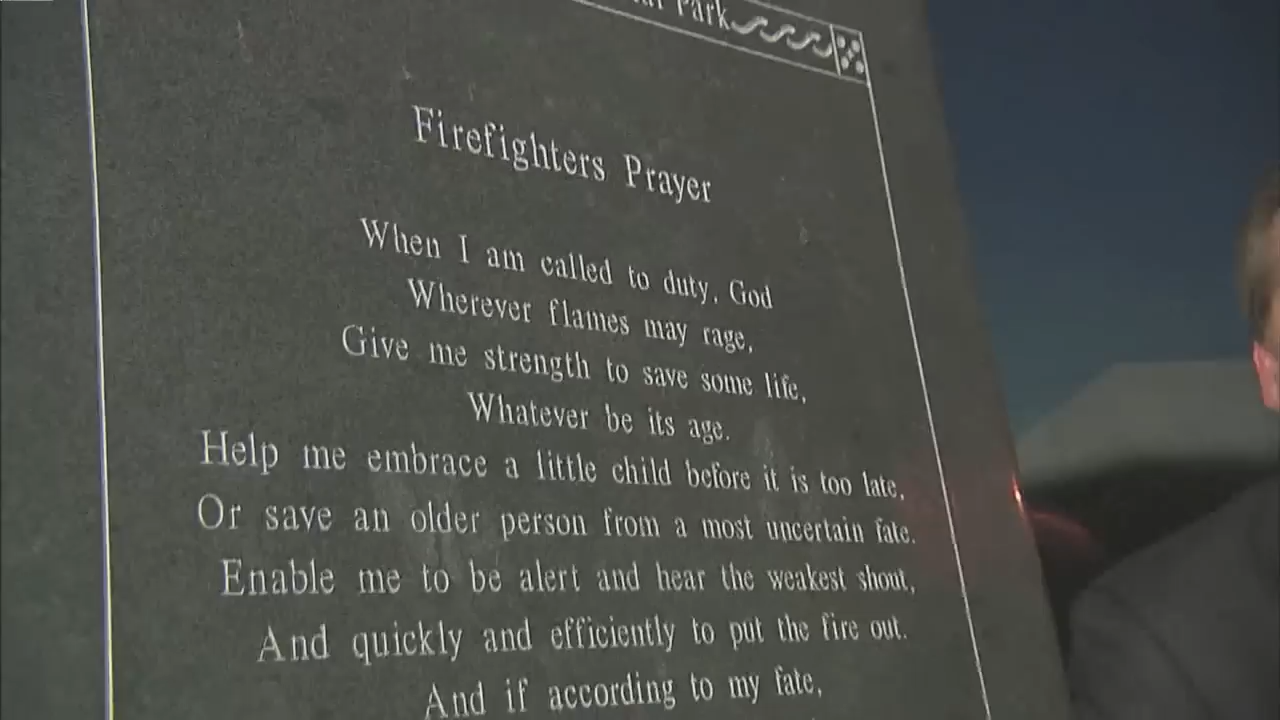 Park
Firefighters Prayer
When I am called to duty, God
Wherever flames may rage,
Give me strength to save some life,
Whatever be its age.
Help me embrace a little child before it is too late,
Or save an older person from a most uncertain fate.
Enable me to be alert and hear the weakest shout,
And quickly and efficiently to put the fire out.
And if according to my fate,